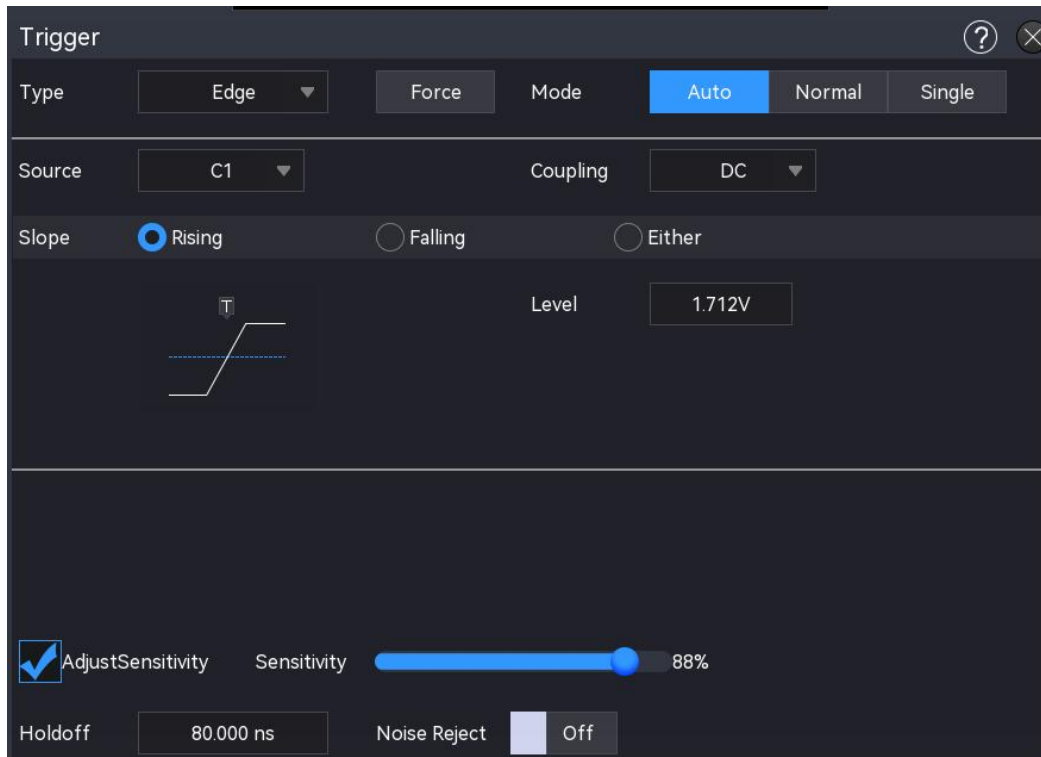 Trigger ?
Type Edge Force Mode Auto Normal Single
Source C1 Coupling DC
Slope Rising Falling Either
T
Level 1.712V
AdjustSensitivity Sensitivity 88%
Holdoff 80.000 ns Noise Reject Off